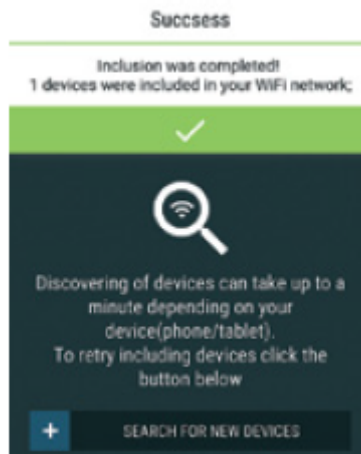 Succsess
Inclusion was completed!
1 devices were included in your WiFi network;
Discovering of devices can take up to a
minute depending on your
device(phone/tablet).
To retry including devices click the
button below
+ SEARCH FOR NEW DEVICES